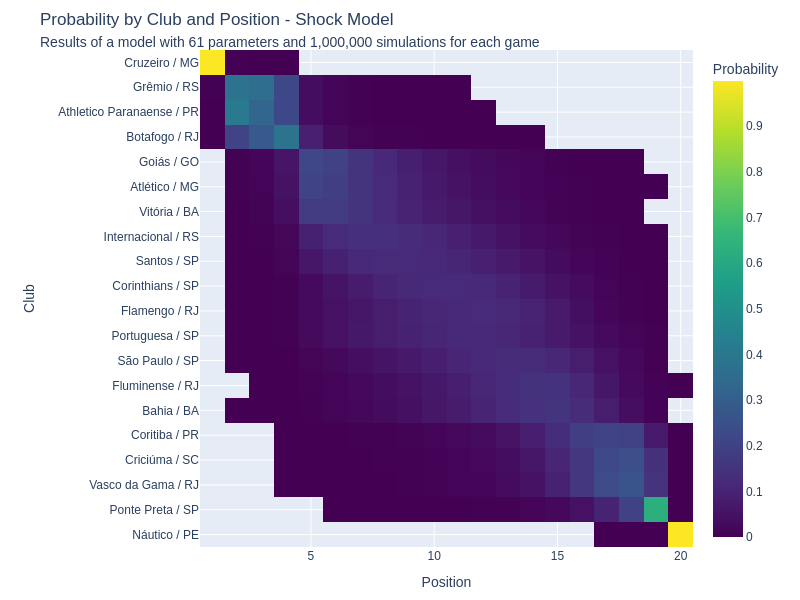 Probability by Club and Position - Shock Model
Results of a model with 61 parameters and 1,000,000 simulations for each game
Probability
Club
Cruzeiro / MG
Grêmio / RS
Athletico Paranaense / PR
Botafogo / RJ
Goiás / GO
Atlético / MG
Vitória / BA
Internacional / RS
Santos / SP
Corinthians / SP
Flamengo / RJ
Portuguesa / SP
São Paulo / SP
Fluminense / RJ
Bahia / BA
Coritiba / PR
Criciúma / SC
Vasco da Gama / RJ
Ponte Preta / SP
Náutico / PE
0.9
0.8
0.7
0.6
0.5
0.4
0.3
0.2
0.1
0
5
10
15
20
Position